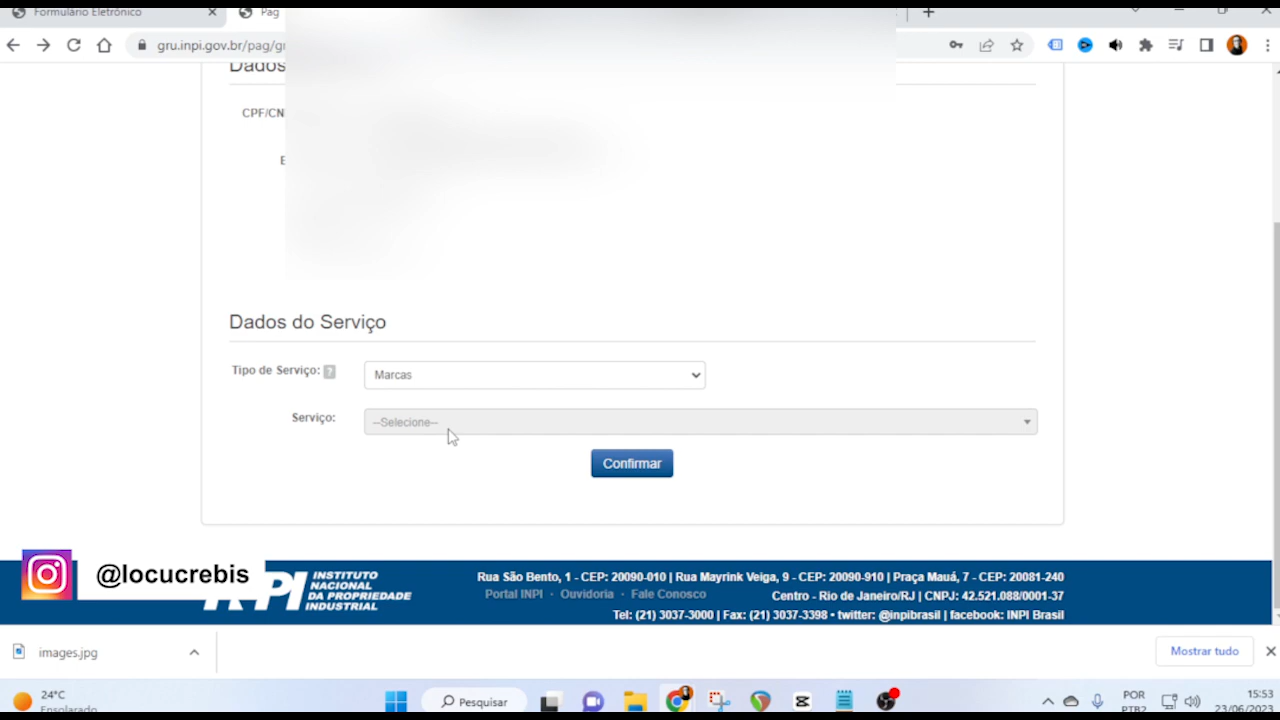 Formulário Eletrônico
Pag
gru.inpi.gov.br/pag/gr
Dados
CPF/CN
E
Dados do Serviço
Tipo de Serviço: ?
Marcas
Serviço:
--Selecione--
Confirmar
@locucrebis
INSTITUTO
NACIONAL
DA PROPRIEDADE
INDUSTRIAL
Rua São Bento, 1 - CEP: 20090-010 | Rua Mayrink Veiga, 9 - CEP: 20090-910 | Praça Mauá, 7 - CEP: 20081-240
Portal INPI · Ouvidoria · Fale Conosco
Centro - Rio de Janeiro/RJ | CNPJ: 42.521.088/0001-37
Tel: (21) 3037-3000 | Fax: (21) 3037-3398 • twitter: @inpibrasil | facebook: INPI Brasil
images.jpg
Mostrar tudo
24°C
Ensolarado
Pesquisar
POR
PTB2
15:53
23/06/2023